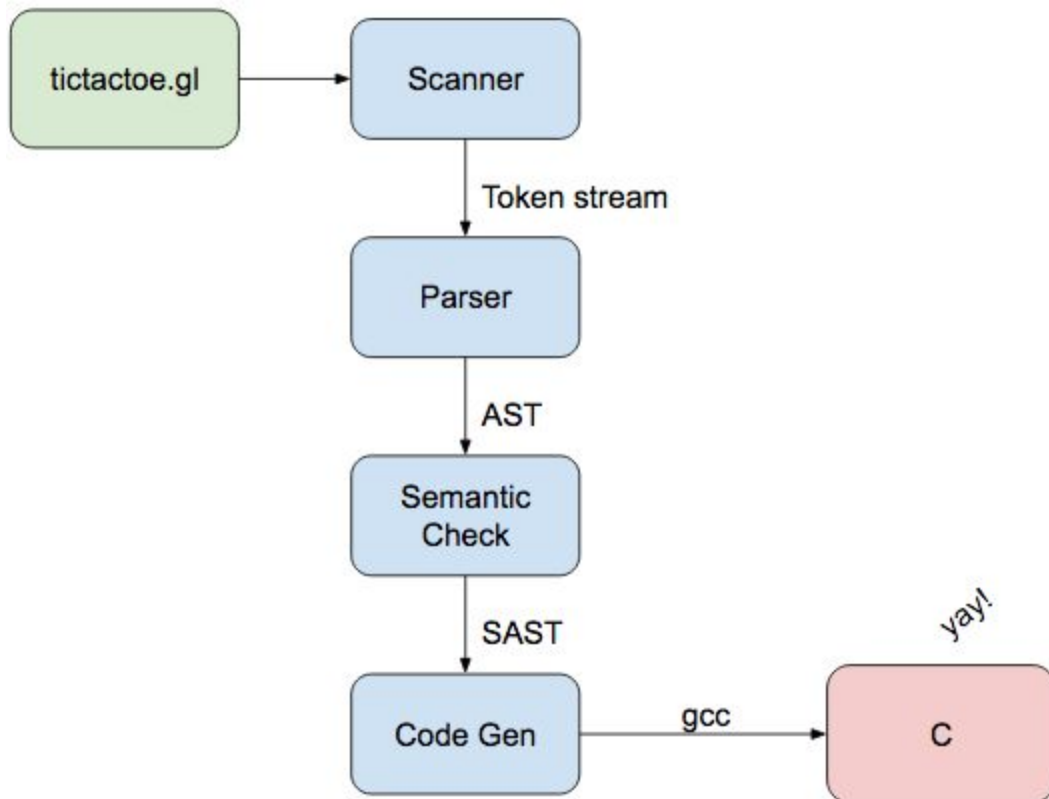 tictactoe.gl
Scanner
Token stream
Parser
AST
Semantic
Check
SAST
yay!
Code Gen
gcc
C